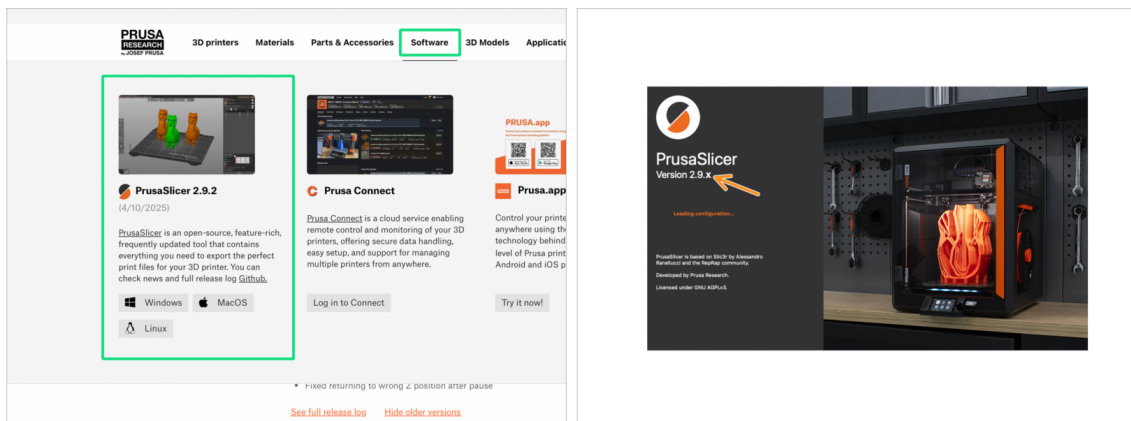 PRUSA
RESEARCH
by JOSEF PRUSA
3D printers
Materials
Parts & Accessories
Software
3D Models
Applicatio
PrusaSlicer 2.9.2
(4/10/2025)
PrusaSlicer is an open-source, feature-rich,
frequently updated tool that contains
everything you need to export the perfect
print files for your 3D printer. You can
check news and full release log Github.
Windows
MacOS
Linux
Prusa Connect
Prusa Connect is a cloud service enabling
remote control and monitoring of your 3D
printers, offering secure data handling,
easy setup, and support for managing
multiple printers from anywhere.
Log in to Connect
PRUSA.app
Prusa.app
Control your printe
anywhere using the
technology behind
level of Prusa print
Android and iOS p
Try it now!
Fixed returning to wrong Z position after pause
See full release log
Hide older versions
PrusaSlicer
Version 2.9.x
Loading configuration...
PrusaSlicer is based on Slic3r by Alessandro
Ranellucci and the RepRap community.
Developed by Prusa Research.
Licensed under GNU AGPLv3.